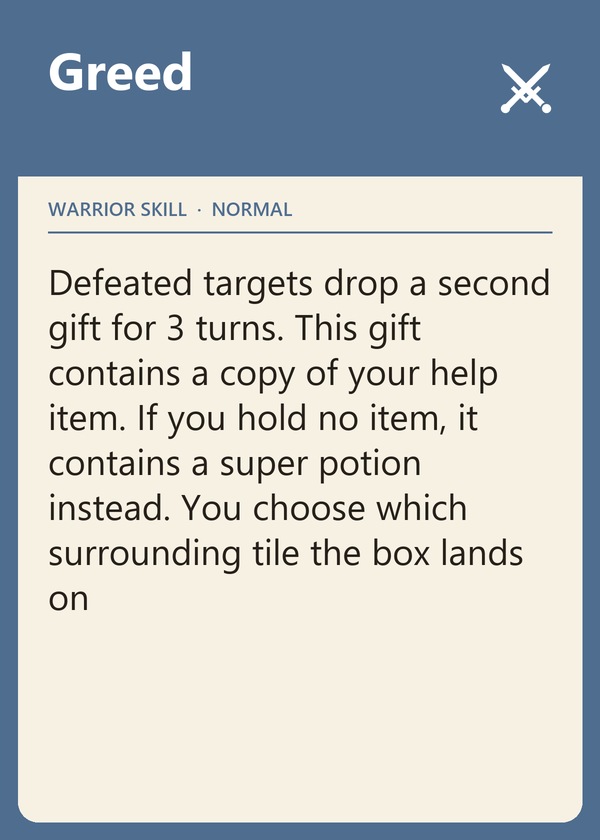 Greed
WARRIOR SKILL · NORMAL
Defeated targets drop a second
gift for 3 turns. This gift
contains a copy of your help
item. If you hold no item, it
contains a super potion
instead. You choose which
surrounding tile the box lands
on